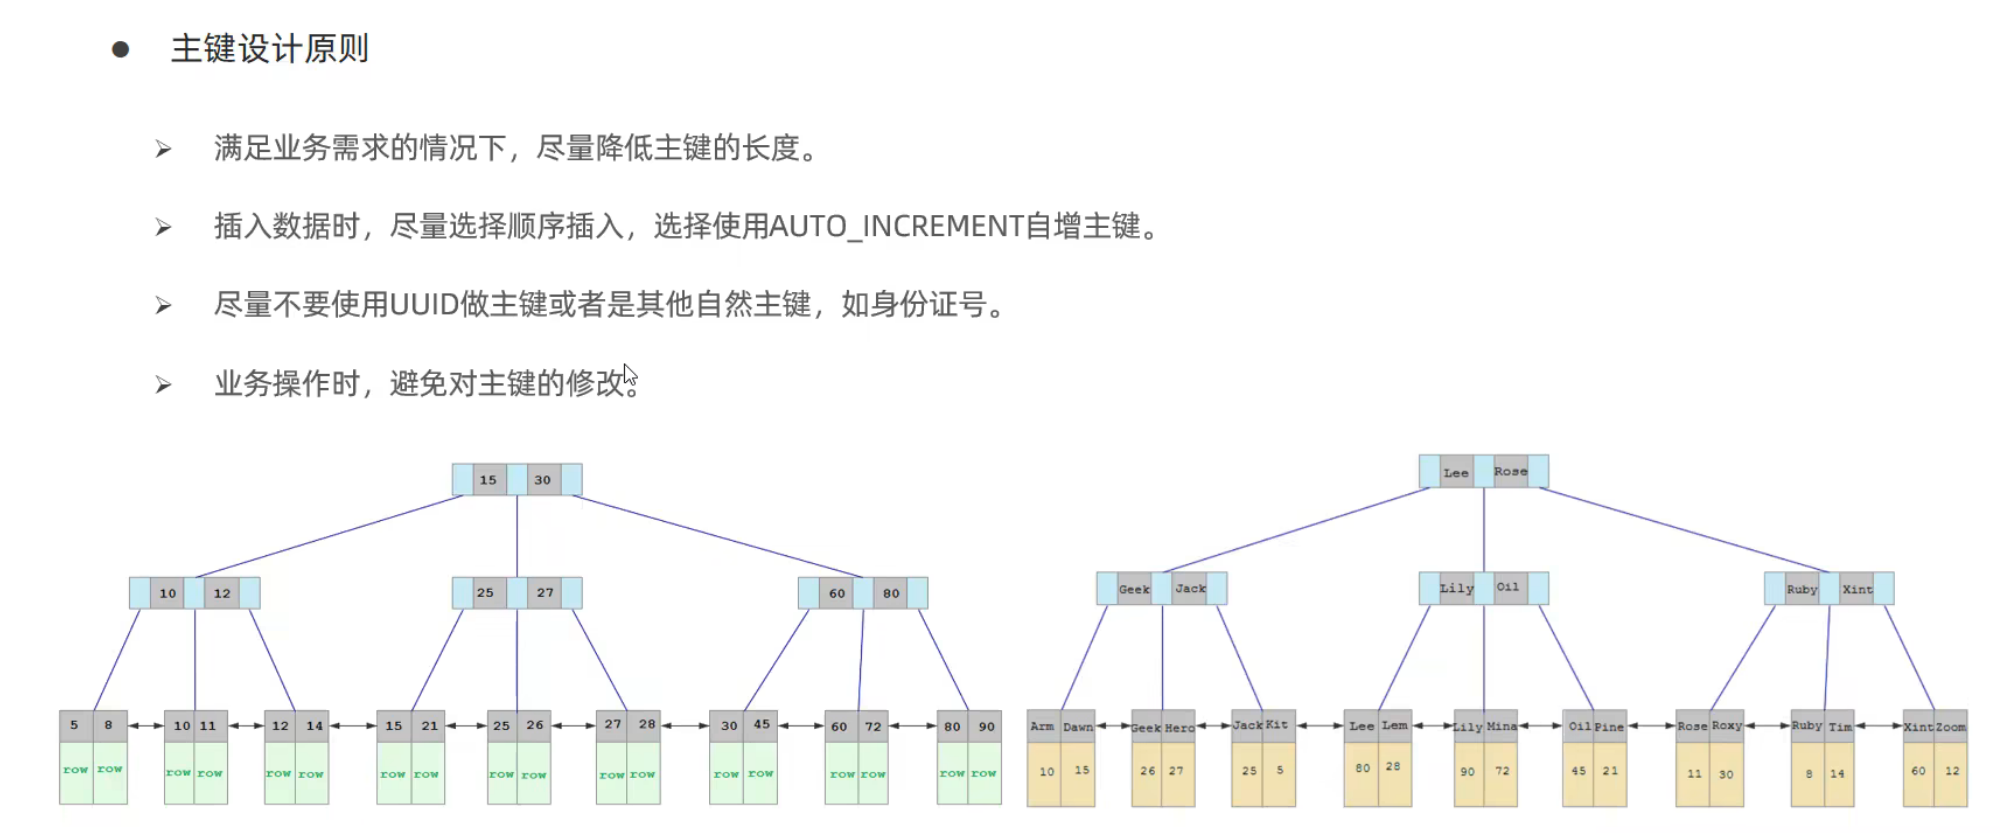 主键设计原则
满足业务需求的情况下，尽量降低主键的长度。
插入数据时，尽量选择顺序插入，选择使用AUTO_INCREMENT自增主键。
尽量不要使用UUID做主键或者是其他自然主键，如身份证号。
业务操作时，避免对主键的修改。
15 30
Lee Rose
10 12 25 27 60 80
Geek Jack Lily Oil Ruby Xint
5 8 10 11 12 14 15 21 25 26 27 28 30 45 60 72 80 90
Arm Dawn Geek Hero Jack Kit Lee Lem Lily Mina Oil Pine Rose Roxy Ruby Tim Xint Zoom
row row row row row row row row row row row row row row row row row row
10 15 26 27 25 5 80 28 90 72 45 21 11 30 8 14 60 12